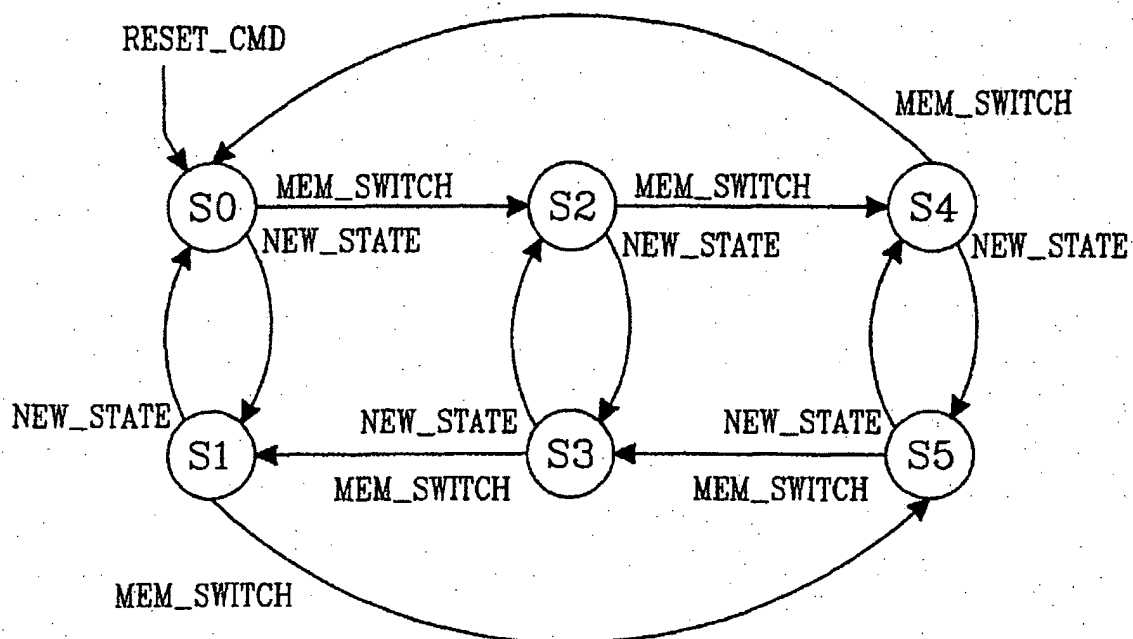 RESET_CMD
MEM_SWITCH
S0
MEM_SWITCH
S2
MEM_SWITCH
S4
NEW_STATE
NEW_STATE
NEW_STATE
NEW_STATE
NEW_STATE
NEW_STATE
S1
S3
S5
MEM_SWITCH
MEM_SWITCH
MEM_SWITCH